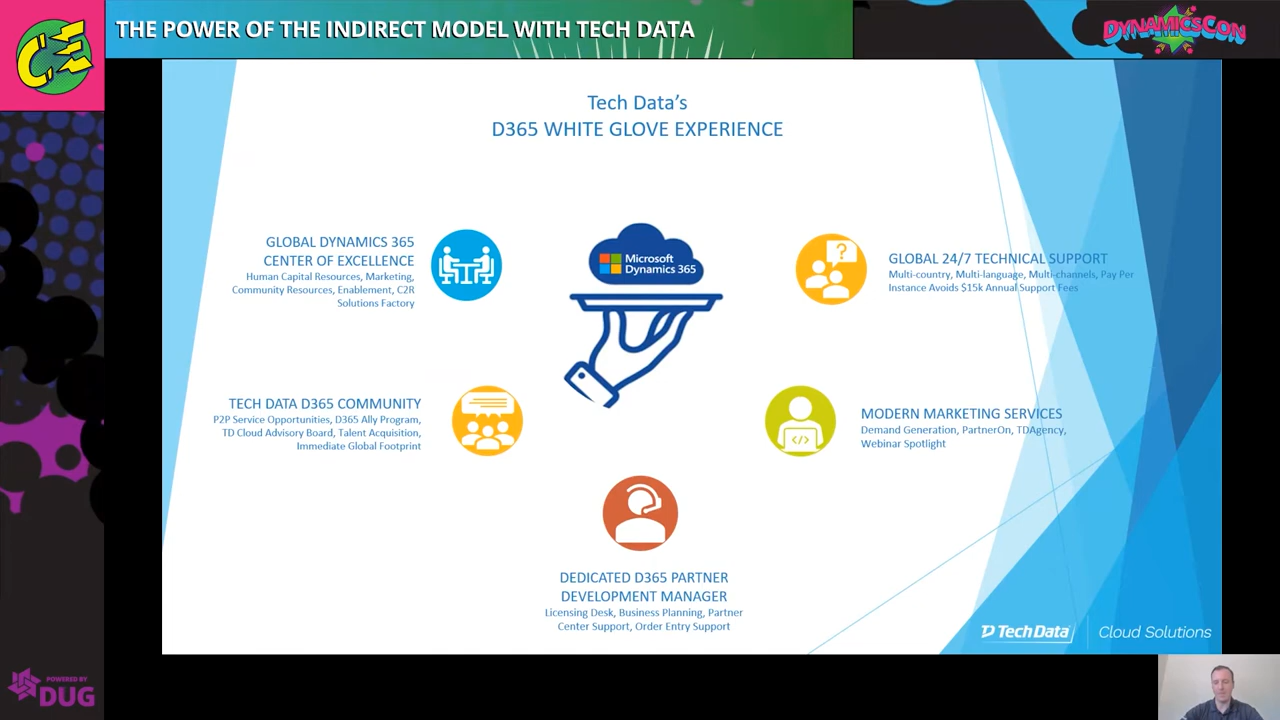 CE
THE POWER OF THE INDIRECT MODEL WITH TECH DATA
DYNAMICSCON
Tech Data's
D365 WHITE GLOVE EXPERIENCE
GLOBAL DYNAMICS 365
CENTER OF EXCELLENCE
Human Capital Resources, Marketing,
Community Resources, Enablement, C2R
Solutions Factory
Microsoft
Dynamics 365
?
GLOBAL 24/7 TECHNICAL SUPPORT
Multi-country, Multi-language, Multi-channels, Pay Per
Instance Avoids $15k Annual Support Fees
TECH DATA D365 COMMUNITY
P2P Service Opportunities, D365 Ally Program,
TD Cloud Advisory Board, Talent Acquisition,
Immediate Global Footprint
</>
MODERN MARKETING SERVICES
Demand Generation, PartnerOn, TDAgency,
Webinar Spotlight
DEDICATED D365 PARTNER
DEVELOPMENT MANAGER
Licensing Desk, Business Planning, Partner
Center Support, Order Entry Support
Tech Data | Cloud Solutions
POWERED BY
DUG